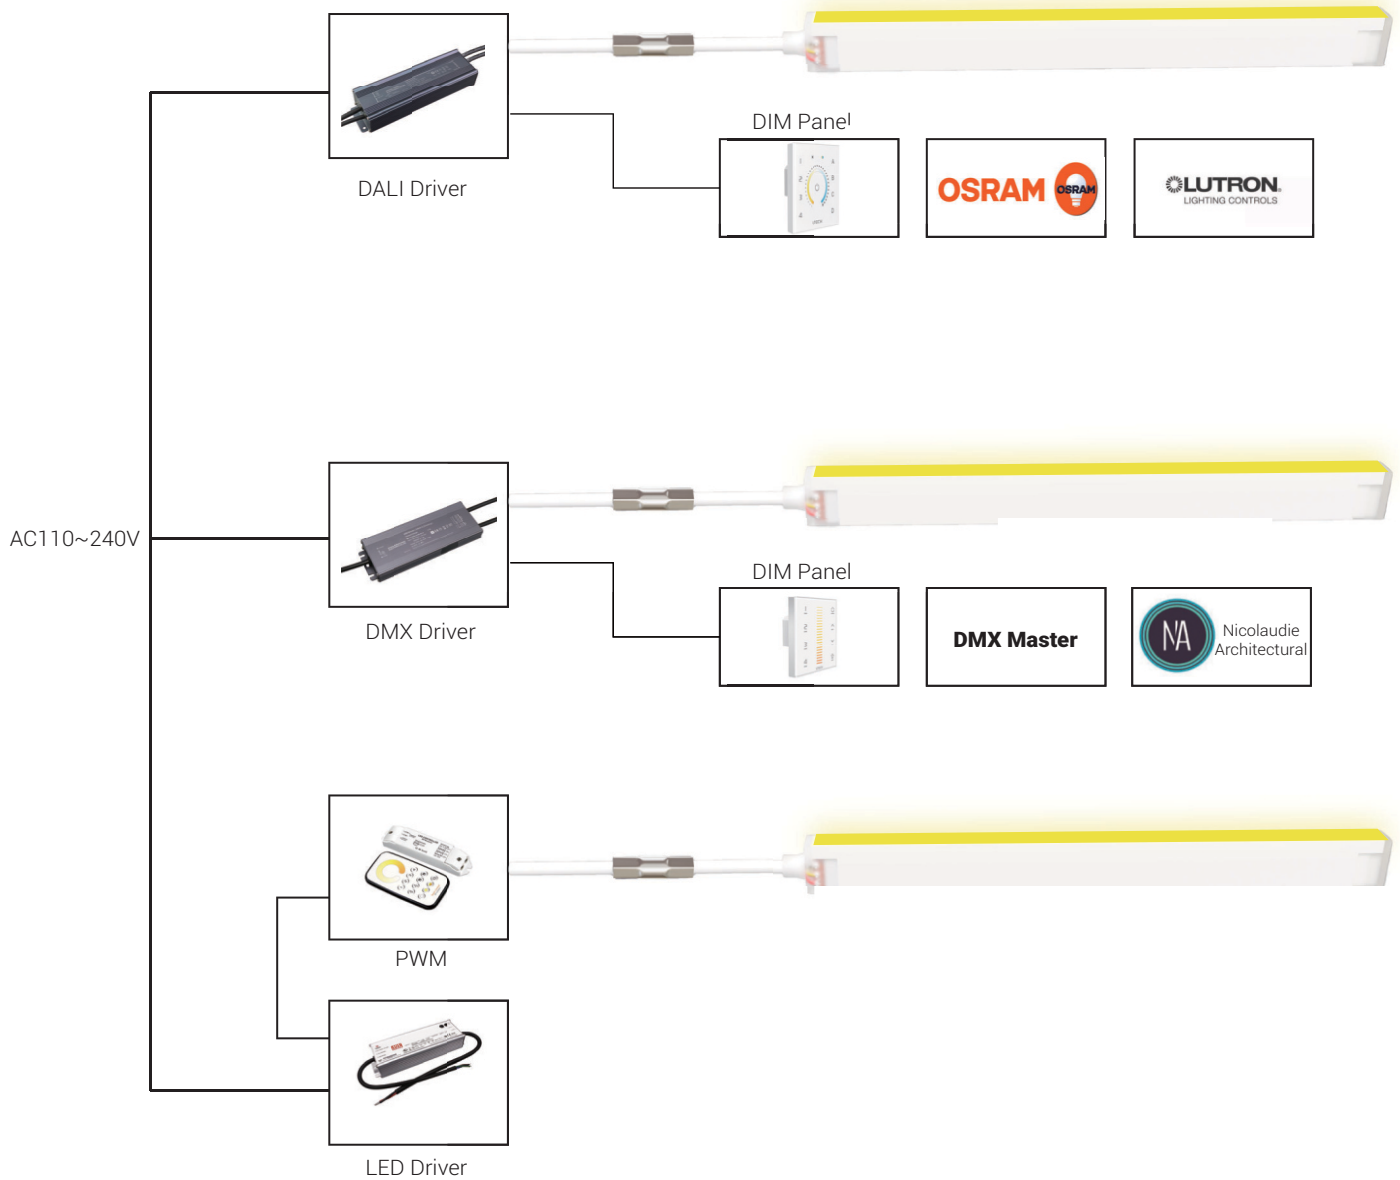 DIM Panel
OSRAM
OSRAM
LUTRON
LIGHTING CONTROLS
DALI Driver
AC110~240V
DIM Panel
DMX Master
NA
Nicolaudie
Architectural
DMX Driver
PWM
LED Driver